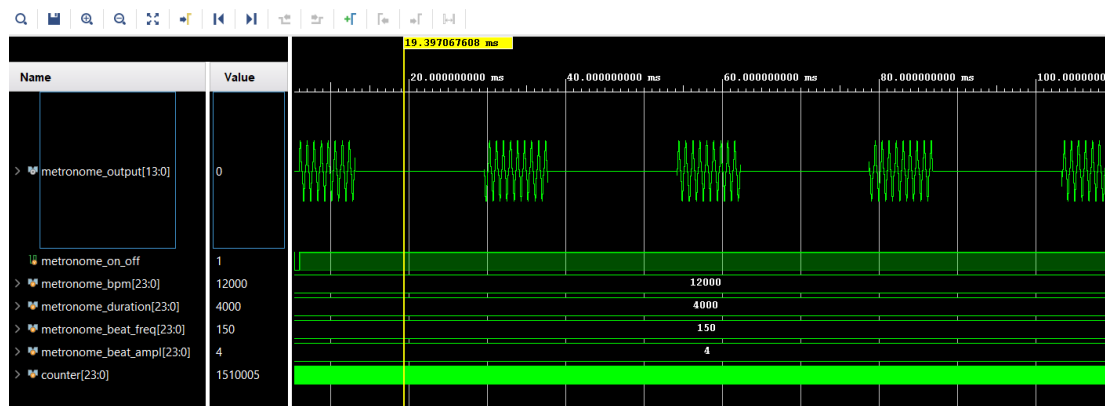 19.397067608 ms
Name Value
20.000000000 ms 40.000000000 ms 60.000000000 ms 80.000000000 ms 100.0000000
metronome_output[13:0] 0
metronome_on_off 1
metronome_bpm[23:0] 12000 12000
metronome_duration[23:0] 4000 4000
metronome_beat_freq[23:0] 150 150
metronome_beat_ampl[23:0] 4 4
counter[23:0] 1510005